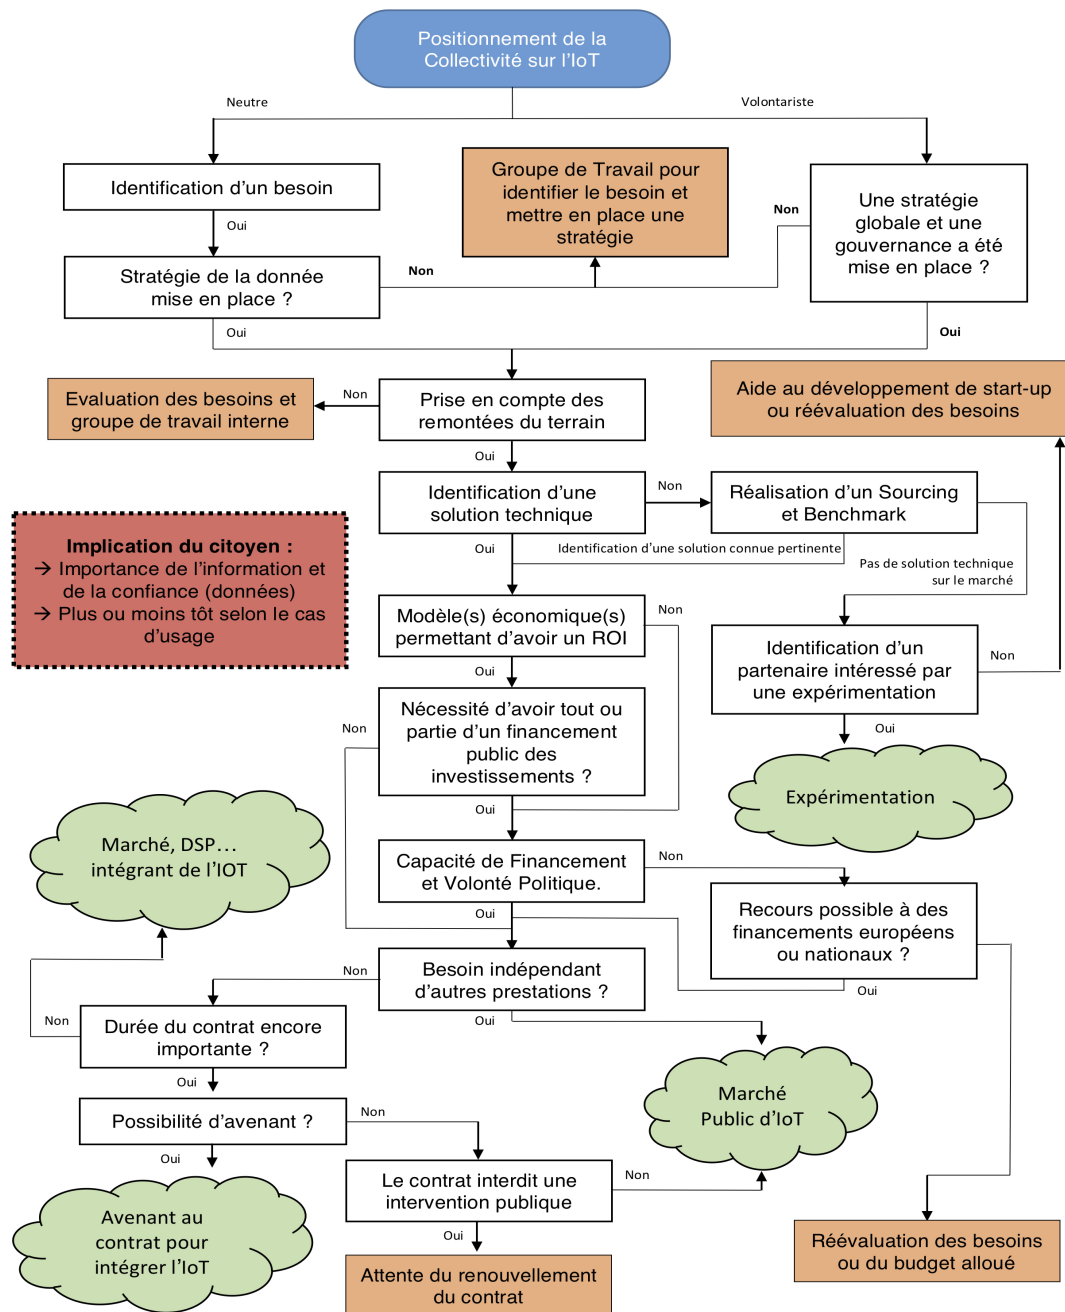 Positionnement de la
Collectivité sur l'IoT
Neutre
Volontariste
Identification d'un besoin
Groupe de Travail pour
identifier le besoin et
mettre en place une
stratégie
Non
Une stratégie
globale et une
gouvernance a été
mise en place ?
Oui
Stratégie de la donnée
mise en place ?
Non
Oui
Oui
Evaluation des besoins et
groupe de travail interne
Non
Prise en compte des
remontées du terrain
Aide au développement de start-up
ou réévaluation des besoins
Oui
Identification d'une
solution technique
Non
Réalisation d'un Sourcing
et Benchmark
Oui
Identification d'une solution connue pertinente
Pas de solution technique
sur le marché
Implication du citoyen :
→ Importance de l'information et
de la confiance (données)
→ Plus ou moins tôt selon le cas
d'usage
Modèle(s) économique(s)
permettant d'avoir un ROI
Non
Identification d'un
partenaire intéressé par
une expérimentation
Non
Oui
Nécessité d'avoir tout ou
partie d'un financement
public des
investissements ?
Non
Oui
Expérimentation
Oui
Marché, DSP...
intégrant de l'IOT
Capacité de Financement
et Volonté Politique.
Non
Recours possible à des
financements européens
ou nationaux ?
Oui
Oui
Besoin indépendant
d'autres prestations ?
Non
Oui
Durée du contrat encore
importante ?
Non
Oui
Marché
Public d'IoT
Possibilité d'avenant ?
Non
Oui
Le contrat interdit une
intervention publique
Non
Oui
Avenant au
contrat pour
intégrer l'IoT
Attente du renouvellement
du contrat
Réévaluation des besoins
ou du budget alloué